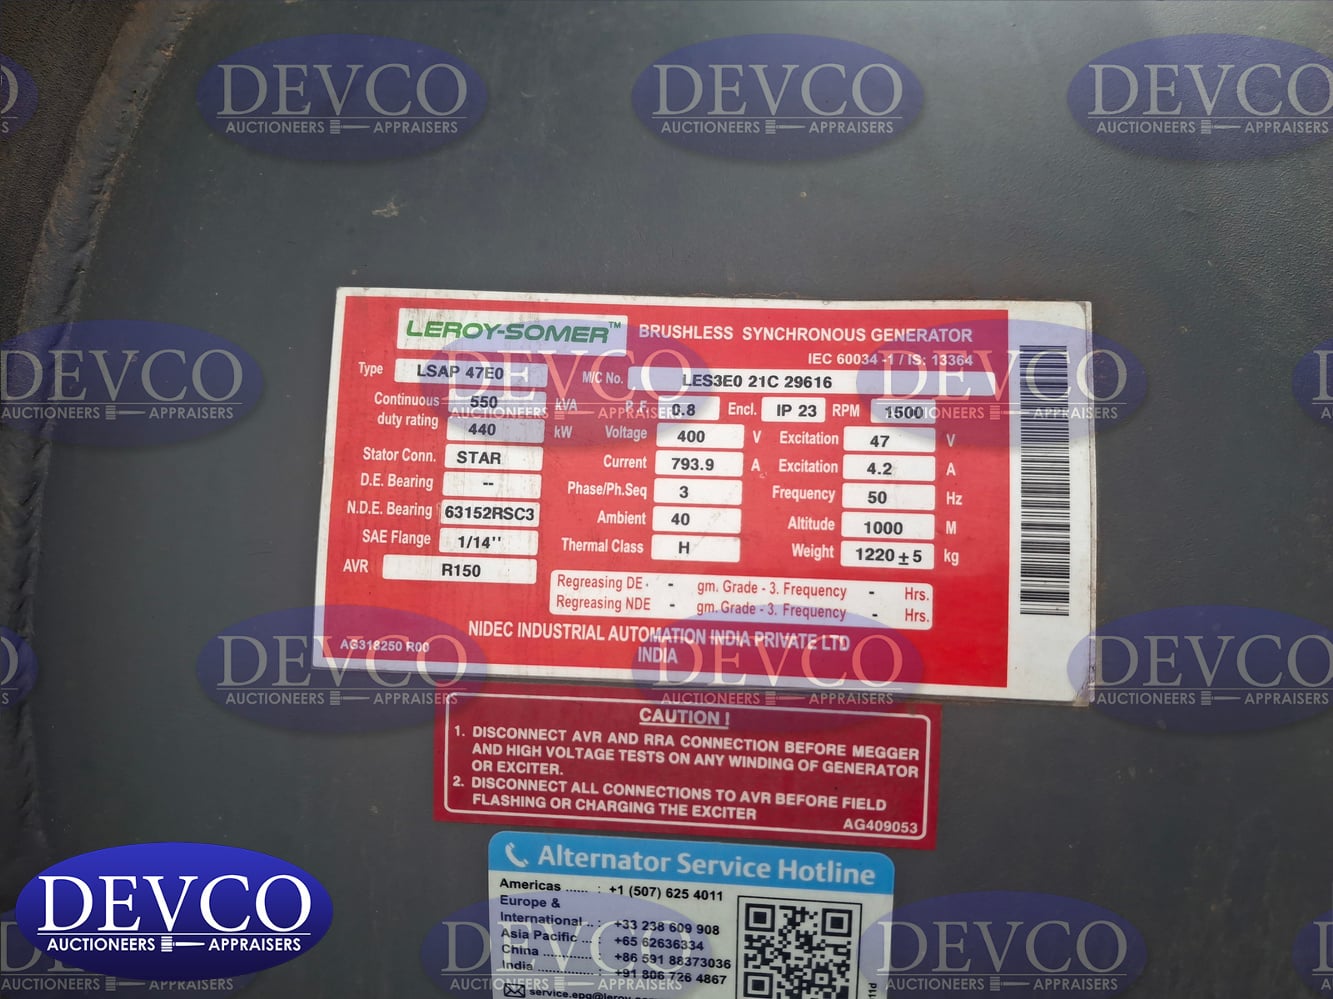 LEROY-SOMER™ BRUSHLESS SYNCHRONOUS GENERATOR
IEC 60034 -1 / IS: 13364
Type LSAP 47E0 M/C No. LES3E0 21C 29616
Continuous duty rating 550 kVA P.F. 0.8 Encl. IP 23 RPM 1500
440 kW Voltage 400 V Excitation 47 V
Stator Conn. STAR Current 793.9 A Excitation 4.2 A
D.E. Bearing -- Phase/Ph.Seq 3 Frequency 50 Hz
N.D.E. Bearing 63152RSC3 Ambient 40 Altitude 1000 M
SAE Flange 1/14'' Thermal Class H Weight 1220 ± 5 kg
AVR R150
Regreasing DE - gm. Grade - 3. Frequency - Hrs.
Regreasing NDE - gm. Grade - 3. Frequency - Hrs.
NIDEC INDUSTRIAL AUTOMATION INDIA PRIVATE LTD
INDIA
AG318250 R00
CAUTION !
1. DISCONNECT AVR AND RRA CONNECTION BEFORE MEGGER
AND HIGH VOLTAGE TESTS ON ANY WINDING OF GENERATOR
OR EXCITER.
2. DISCONNECT ALL CONNECTIONS TO AVR BEFORE FIELD
FLASHING OR CHARGING THE EXCITER
AG409053
Alternator Service Hotline
Americas ...... : +1 (507) 625 4011
Europe &
International .. : +33 238 609 908
Asia Pacific ... : +65 62636334
China ............ : +86 591 88373036
India .............. : +91 806 726 4867
DEVCO
AUCTIONEERS APPRAISERS